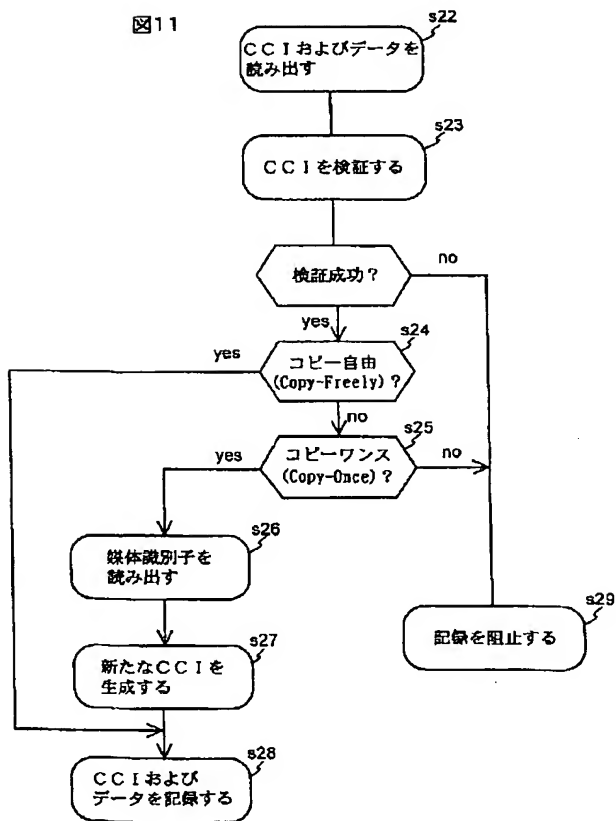 図11
s22
ＣＣＩおよびデータを
読み出す
s23
ＣＣＩを検証する
検証成功？
no
yes
s24
コピー自由
(Copy-Freely)？
yes
no
s25
コピーワンス
(Copy-Once)？
yes
no
s26
媒体識別子を
読み出す
s29
記録を阻止する
s27
新たなＣＣＩを
生成する
s28
ＣＣＩおよび
データを記録する